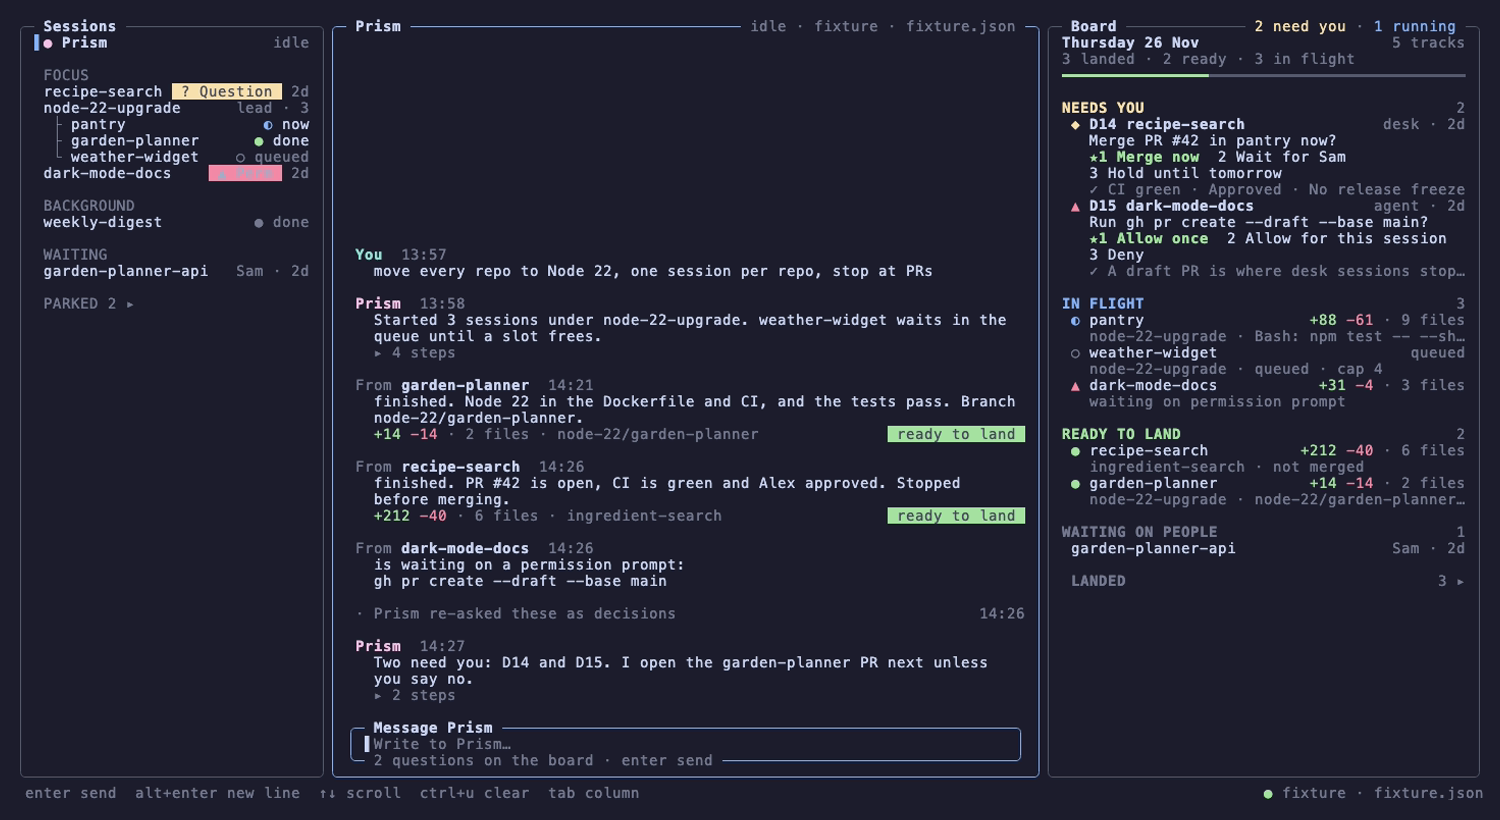 Sessions
● Prism idle
FOCUS
recipe-search ? Question 2d
node-22-upgrade lead · 3
├ pantry ◐ now
├ garden-planner ● done
└ weather-widget ○ queued
dark-mode-docs ▲ Perm 2d
BACKGROUND
weekly-digest ● done
WAITING
garden-planner-api Sam · 2d
PARKED 2 ▸
Prism idle · fixture · fixture.json
You 13:57
move every repo to Node 22, one session per repo, stop at PRs
Prism 13:58
Started 3 sessions under node-22-upgrade. weather-widget waits in the
queue until a slot frees.
▸ 4 steps
From garden-planner 14:21
finished. Node 22 in the Dockerfile and CI, and the tests pass. Branch
node-22/garden-planner.
+14 −14 · 2 files · node-22/garden-planner ready to land
From recipe-search 14:26
finished. PR #42 is open, CI is green and Alex approved. Stopped
before merging.
+212 −40 · 6 files · ingredient-search ready to land
From dark-mode-docs 14:26
is waiting on a permission prompt:
gh pr create --draft --base main
· Prism re-asked these as decisions 14:26
Prism 14:27
Two need you: D14 and D15. I open the garden-planner PR next unless
you say no.
▸ 2 steps
Message Prism
Write to Prism…
2 questions on the board · enter send
Board 2 need you · 1 running
Thursday 26 Nov 5 tracks
3 landed · 2 ready · 3 in flight
NEEDS YOU 2
◆ D14 recipe-search desk · 2d
Merge PR #42 in pantry now?
★1 Merge now 2 Wait for Sam
3 Hold until tomorrow
✓ CI green · Approved · No release freeze
▲ D15 dark-mode-docs agent · 2d
Run gh pr create --draft --base main?
★1 Allow once 2 Allow for this session
3 Deny
✓ A draft PR is where desk sessions stop…
IN FLIGHT 3
◐ pantry +88 −61 · 9 files
node-22-upgrade · Bash: npm test -- --sh…
○ weather-widget queued
node-22-upgrade · queued · cap 4
▲ dark-mode-docs +31 −4 · 3 files
waiting on permission prompt
READY TO LAND 2
● recipe-search +212 −40 · 6 files
ingredient-search · not merged
● garden-planner +14 −14 · 2 files
node-22-upgrade · node-22/garden-planner…
WAITING ON PEOPLE 1
garden-planner-api Sam · 2d
LANDED 3 ▸
enter send alt+enter new line ↑↓ scroll ctrl+u clear tab column
● fixture · fixture.json